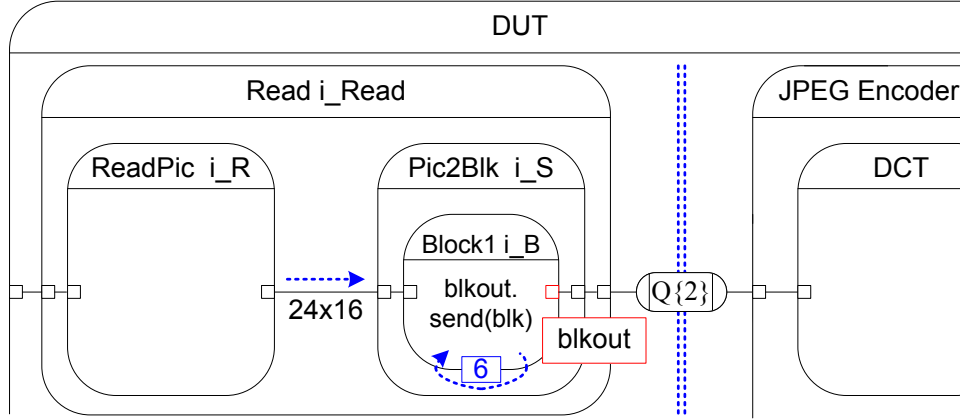 DUT
Read i_Read
JPEG Encoder
ReadPic i_R
Pic2Blk i_S
DCT
Block1 i_B
blkout.
send(blk)
24x16
Q{2}
blkout
6